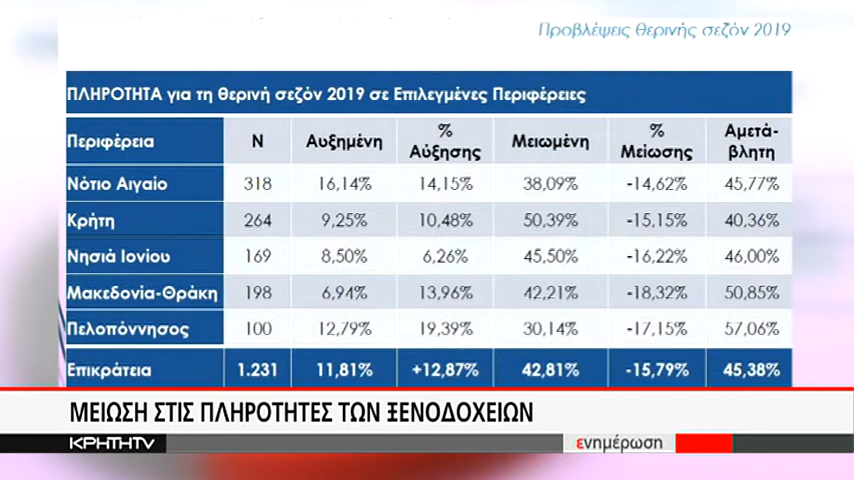 Προβλέψεις θερινής σεζόν 2019
ΠΛΗΡΟΤΗΤΑ για τη θερινή σεζόν 2019 σε Επιλεγμένες Περιφέρειες
Περιφέρεια N Αυξημένη % Αύξησης Μειωμένη % Μείωσης Αμετά-βλητη
Νότιο Αιγαίο 318 16,14% 14,15% 38,09% -14,62% 45,77%
Κρήτη 264 9,25% 10,48% 50,39% -15,15% 40,36%
Νησιά Ιονίου 169 8,50% 6,26% 45,50% -16,22% 46,00%
Μακεδονία-Θράκη 198 6,94% 13,96% 42,21% -18,32% 50,85%
Πελοπόννησος 100 12,79% 19,39% 30,14% -17,15% 57,06%
Επικράτεια 1.231 11,81% +12,87% 42,81% -15,79% 45,38%
ΜΕΙΩΣΗ ΣΤΙΣ ΠΛΗΡΟΤΗΤΕΣ ΤΩΝ ΞΕΝΟΔΟΧΕΙΩΝ
ΚΡΗΤΗTV ενημέρωση